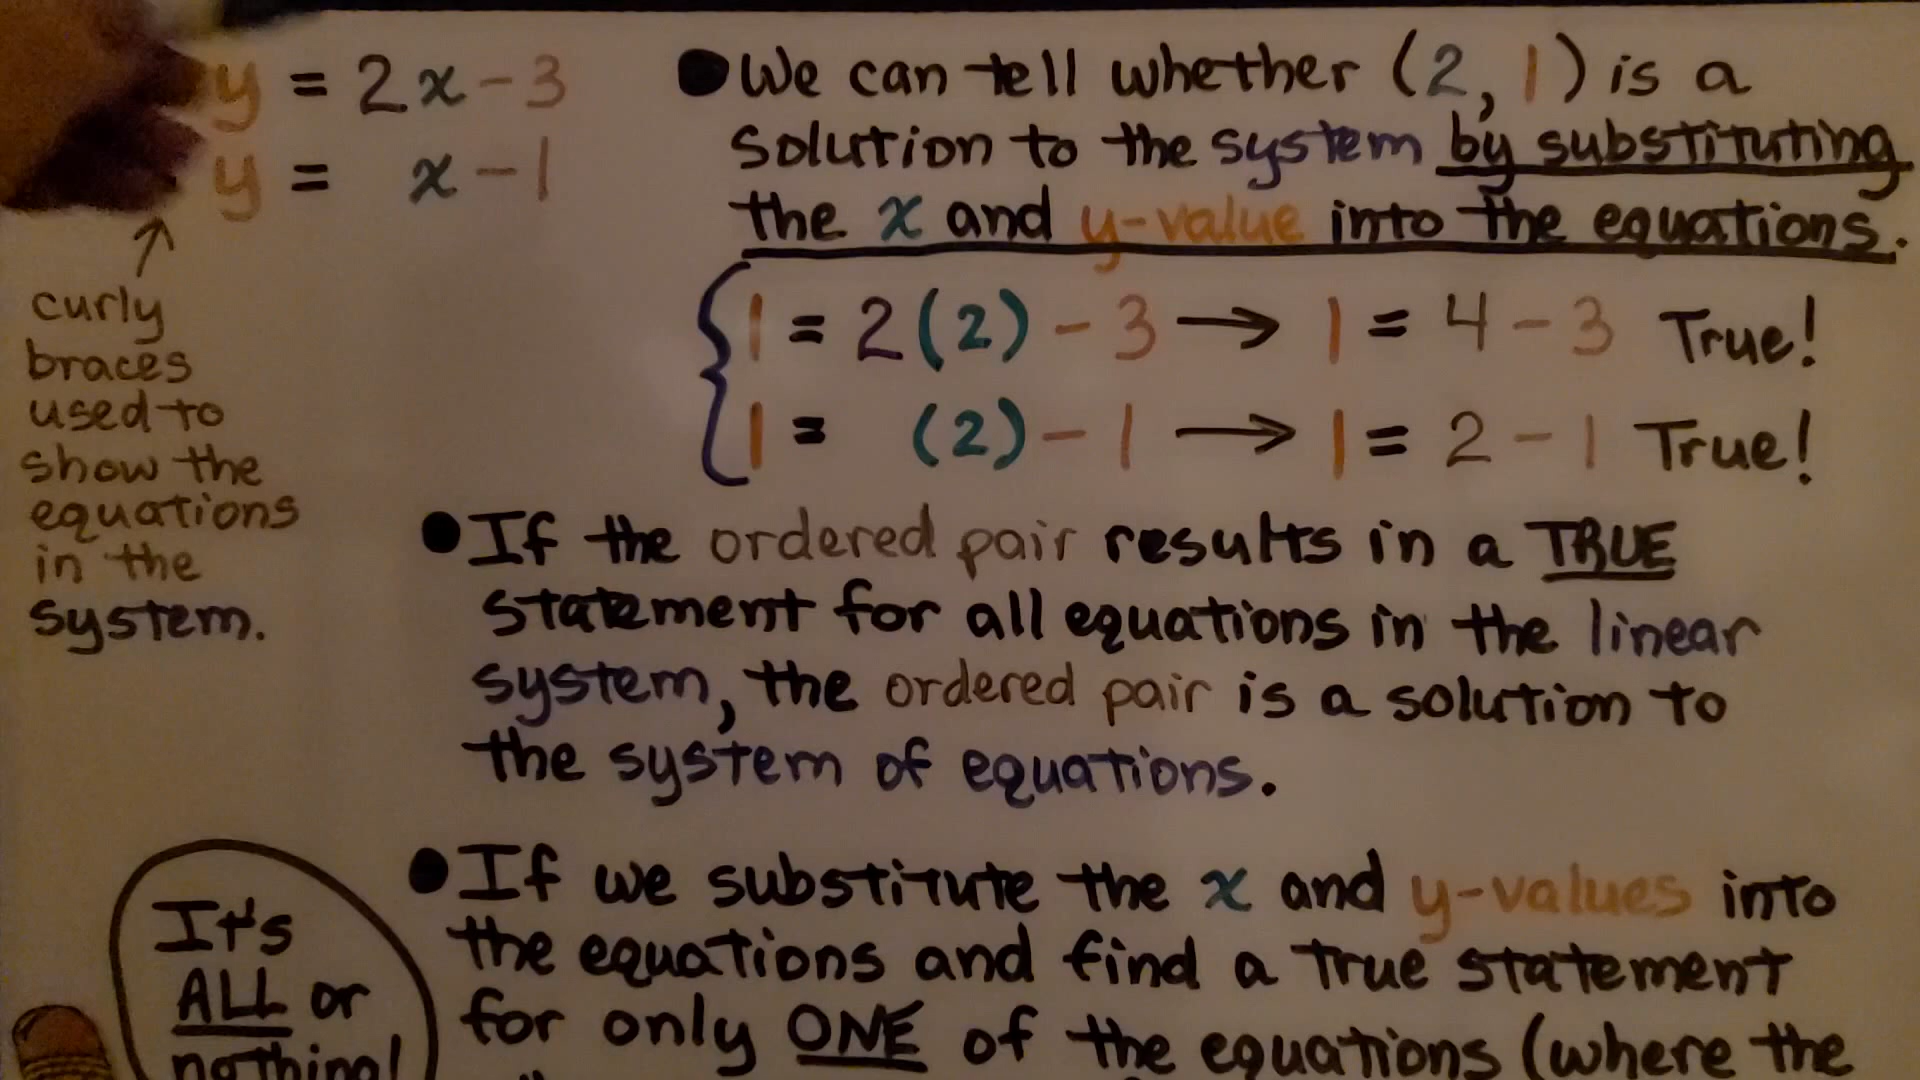 y = 2x - 3
y = x - 1
curly
braces
used to
show the
equations
in the
system.
● We can tell whether (2, 1) is a
solution to the system by substituting
the x and y-value into the equations.
1 = 2(2) - 3 → 1 = 4 - 3 True!
1 = (2) - 1 → 1 = 2 - 1 True!
● If the ordered pair results in a TRUE
statement for all equations in the linear
system, the ordered pair is a solution to
the system of equations.
It's
ALL or
nothing!
● If we substitute the x and y-values into
the equations and find a true statement
for only ONE of the equations (where the